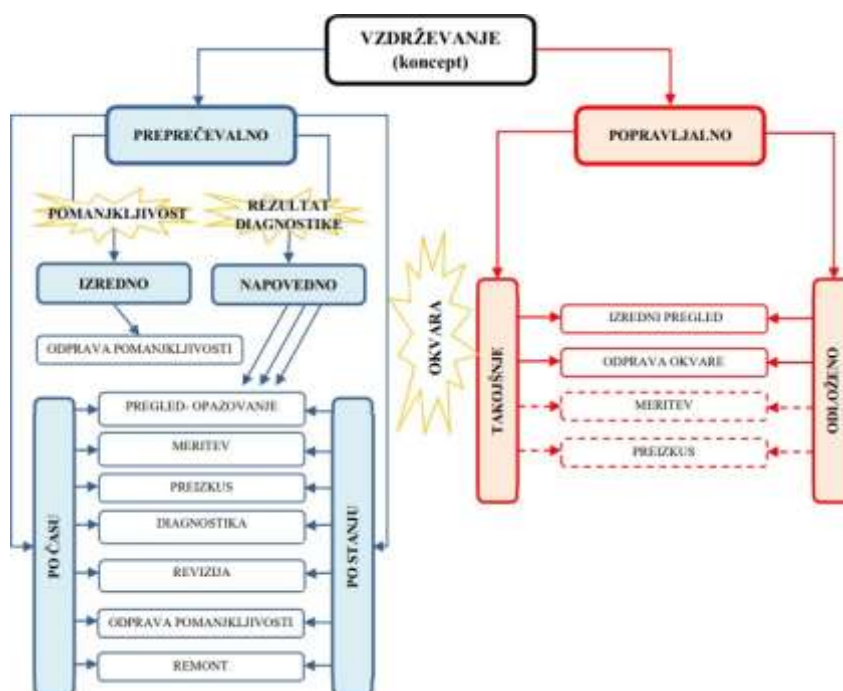 VZDRŽEVANJE
(koncept)
PREPREČEVALNO
POPRAVLJALNO
POMANJKLJIVOST
REZULTAT
DIAGNOSTIKE
IZREDNO
NAPOVEDNO
ODPRAVA POMANJKLJIVOSTI
PO ČASU
PREGLED- OPAZOVANJE
MERITEV
PREIZKUS
DIAGNOSTIKA
REVIZIJA
ODPRAVA POMANJKLJIVOSTI
REMONT
PO STANJU
OKVARA
TAKOJŠNJE
IZREDNI PREGLED
ODPRAVA OKVARE
MERITEV
PREIZKUS
ODLOŽENO